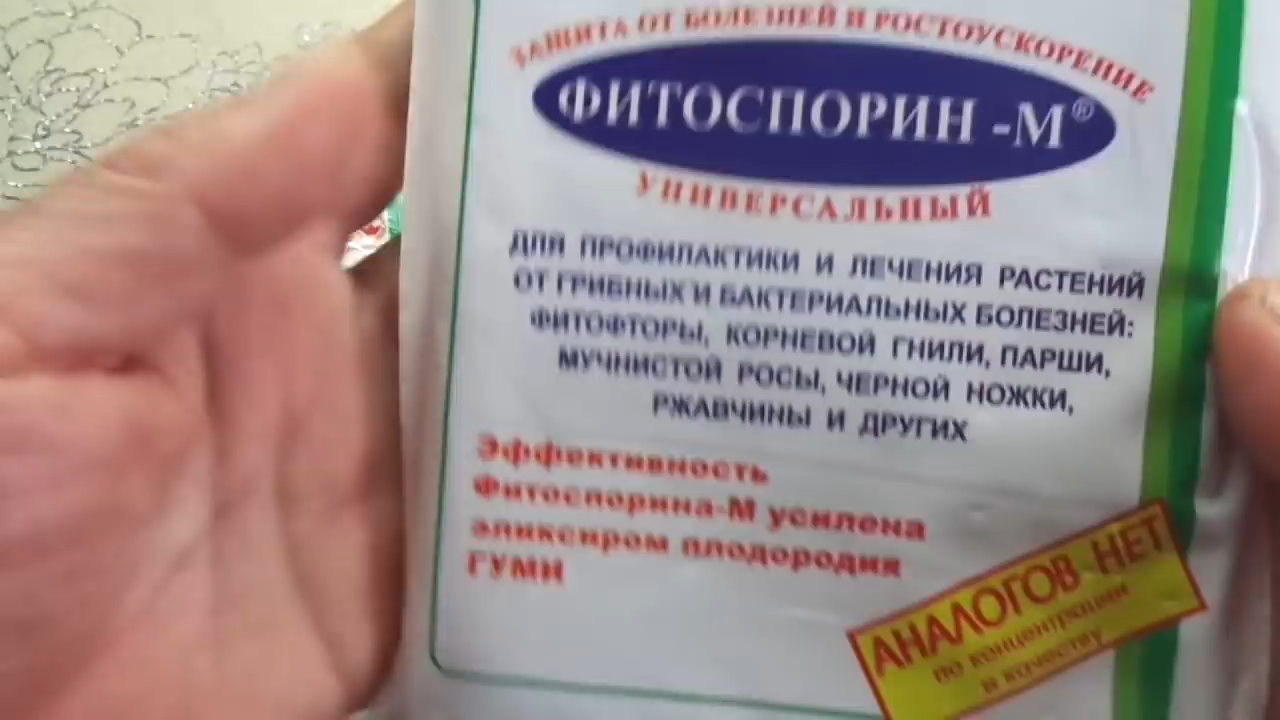 ЗАЩИТА ОТ БОЛЕЗНЕЙ И РОСТОУСКОРЕНИЕ
ФИТОСПОРИН -М®
УНИВЕРСАЛЬНЫЙ
ДЛЯ ПРОФИЛАКТИКИ И ЛЕЧЕНИЯ РАСТЕНИЙ
ОТ ГРИБНЫХ И БАКТЕРИАЛЬНЫХ БОЛЕЗНЕЙ:
ФИТОФТОРЫ, КОРНЕВОЙ ГНИЛИ, ПАРШИ,
МУЧНИСТОЙ РОСЫ, ЧЕРНОЙ НОЖКИ,
РЖАВЧИНЫ И ДРУГИХ
Эффективность
Фитоспорина-М усилена
эликсиром плодородия
ГУМИ
АНАЛОГОВ НЕТ
по концентрации
и качеству